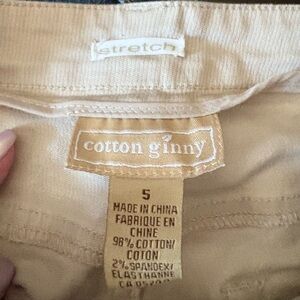 stretch
cotton ginny
5
MADE IN CHINA
FABRIQUE EN
CHINE
98% COTTON/
COTON
2% SPANDEX/
ELASTHANNE